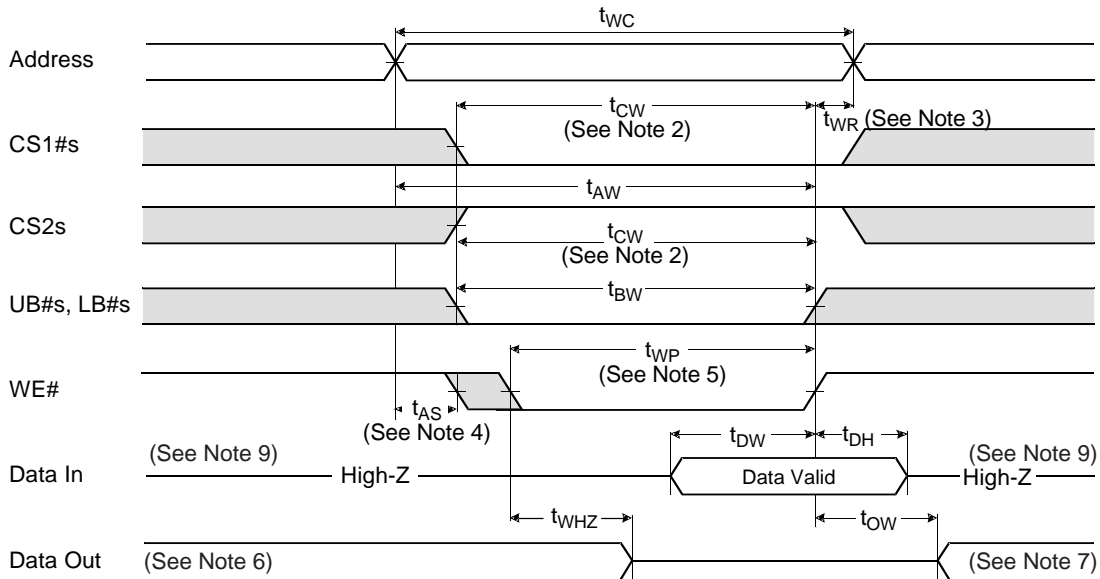 tWC
Address
tCW
(See Note 2)
tWR (See Note 3)
CS1#s
tAW
CS2s
tCW
(See Note 2)
UB#s, LB#s
tBW
tWP
(See Note 5)
WE#
tAS
(See Note 4)
tDW
tDH
(See Note 9)
(See Note 9)
Data In
High-Z
Data Valid
High-Z
tWHZ
tOW
Data Out
(See Note 6)
(See Note 7)